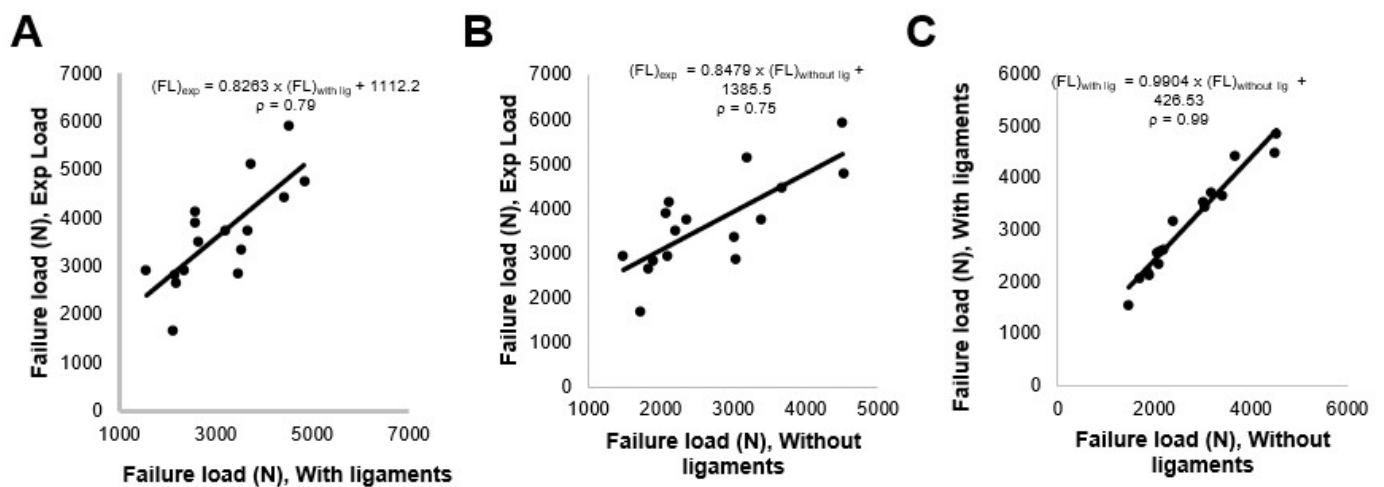 A
B
C
7000
6000
5000
4000
3000
2000
1000
0
1000
3000
5000
7000
(FL)exp = 0.8263 x (FL)with lig + 1112.2
ρ = 0.79
Failure load (N), Exp Load
Failure load (N), With ligaments
7000
6000
5000
4000
3000
2000
1000
0
1000
2000
3000
4000
5000
(FL)exp = 0.8479 x (FL)without lig +
1385.5
ρ = 0.75
Failure load (N), Exp Load
Failure load (N), Without
ligaments
6000
5000
4000
3000
2000
1000
0
0
2000
4000
6000
(FL)with lig = 0.9904 x (FL)without lig +
426.53
ρ = 0.99
Failure load (N), With ligaments
Failure load (N), Without
ligaments